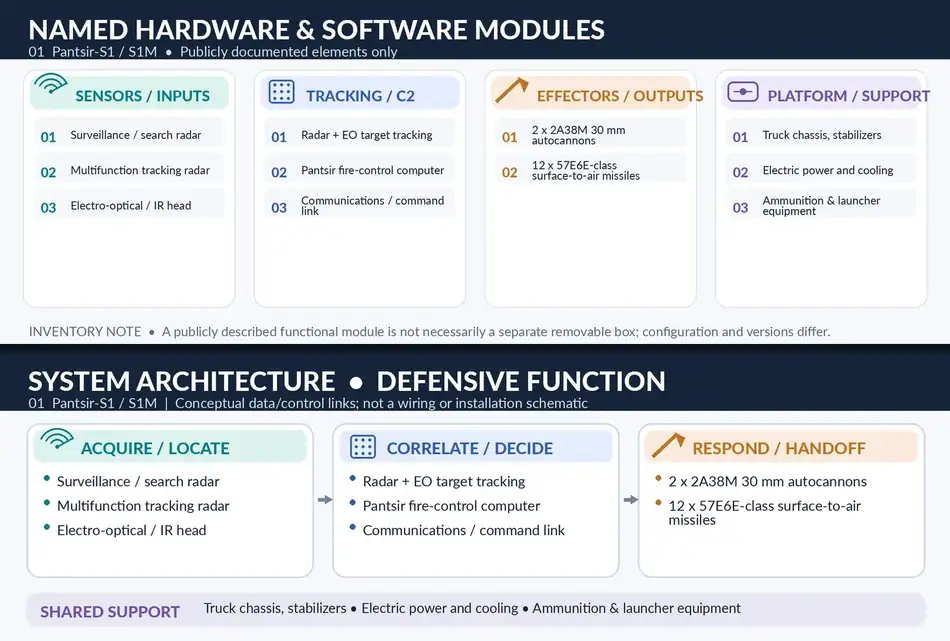 NAMED HARDWARE & SOFTWARE MODULES
01 Pantsir-S1 / S1M • Publicly documented elements only
SENSORS / INPUTS
01 Surveillance / search radar
02 Multifunction tracking radar
03 Electro-optical / IR head
TRACKING / C2
01 Radar + EO target tracking
02 Pantsir fire-control computer
03 Communications / command
link
EFFECTORS / OUTPUTS
01 2 x 2A38M 30 mm
autocannons
02 12 x 57E6E-class
surface-to-air missiles
PLATFORM / SUPPORT
01 Truck chassis, stabilizers
02 Electric power and cooling
03 Ammunition & launcher
equipment
INVENTORY NOTE • A publicly described functional module is not necessarily a separate removable box; configuration and versions differ.
SYSTEM ARCHITECTURE • DEFENSIVE FUNCTION
01 Pantsir-S1 / S1M | Conceptual data/control links; not a wiring or installation schematic
ACQUIRE / LOCATE
• Surveillance / search radar
• Multifunction tracking radar
• Electro-optical / IR head
CORRELATE / DECIDE
• Radar + EO target tracking
• Pantsir fire-control computer
• Communications / command link
RESPOND / HANDOFF
• 2 x 2A38M 30 mm autocannons
• 12 x 57E6E-class surface-to-air
missiles
SHARED SUPPORT Truck chassis, stabilizers • Electric power and cooling • Ammunition & launcher equipment